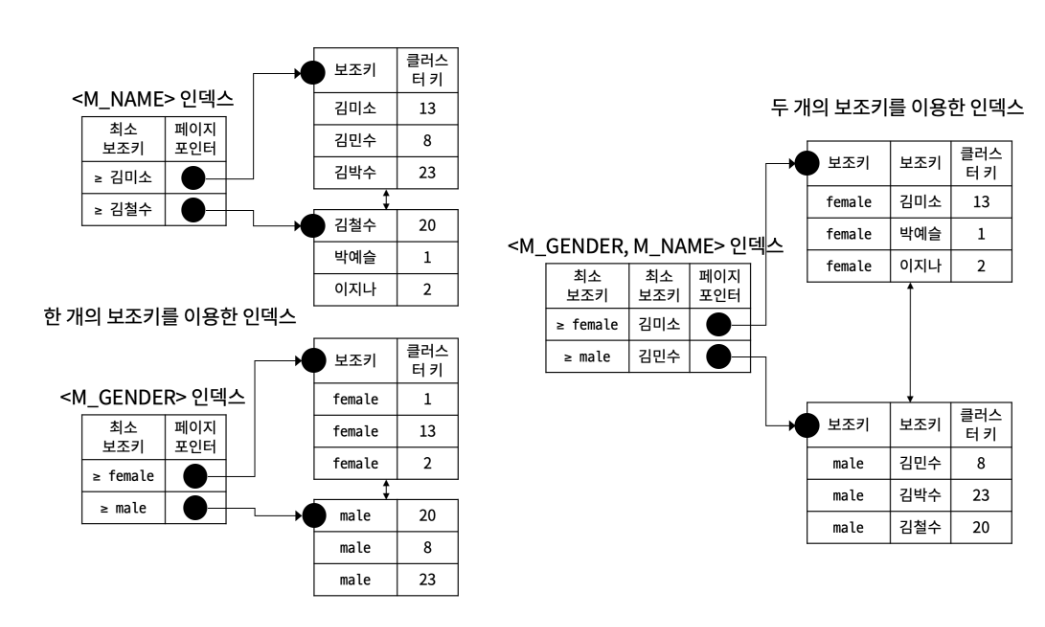 <M_NAME> 인덱스
최소 보조키 페이지 포인터
≥ 김미소
≥ 김철수
보조키 클러스터 키
김미소 13
김민수 8
김박수 23
김철수 20
박예슬 1
이지나 2
한 개의 보조키를 이용한 인덱스
<M_GENDER> 인덱스
최소 보조키 페이지 포인터
≥ female
≥ male
보조키 클러스터 키
female 1
female 13
female 2
male 20
male 8
male 23
두 개의 보조키를 이용한 인덱스
<M_GENDER, M_NAME> 인덱스
최소 보조키 최소 보조키 페이지 포인터
≥ female 김미소
≥ male 김민수
보조키 보조키 클러스터 키
female 김미소 13
female 박예슬 1
female 이지나 2
보조키 보조키 클러스터 키
male 김민수 8
male 김박수 23
male 김철수 20